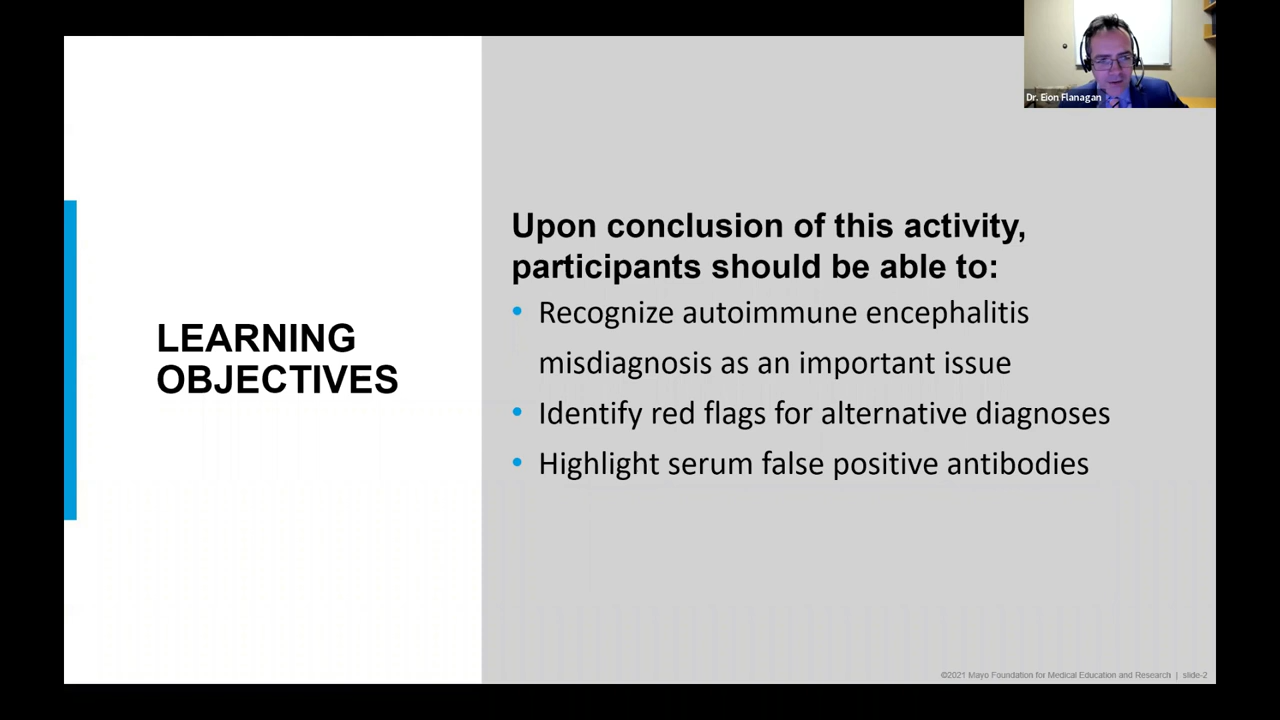 Dr. Eion Flanagan
LEARNING
OBJECTIVES
Upon conclusion of this activity,
participants should be able to:
• Recognize autoimmune encephalitis
misdiagnosis as an important issue
• Identify red flags for alternative diagnoses
• Highlight serum false positive antibodies
©2021 Mayo Foundation for Medical Education and Research | slide-2